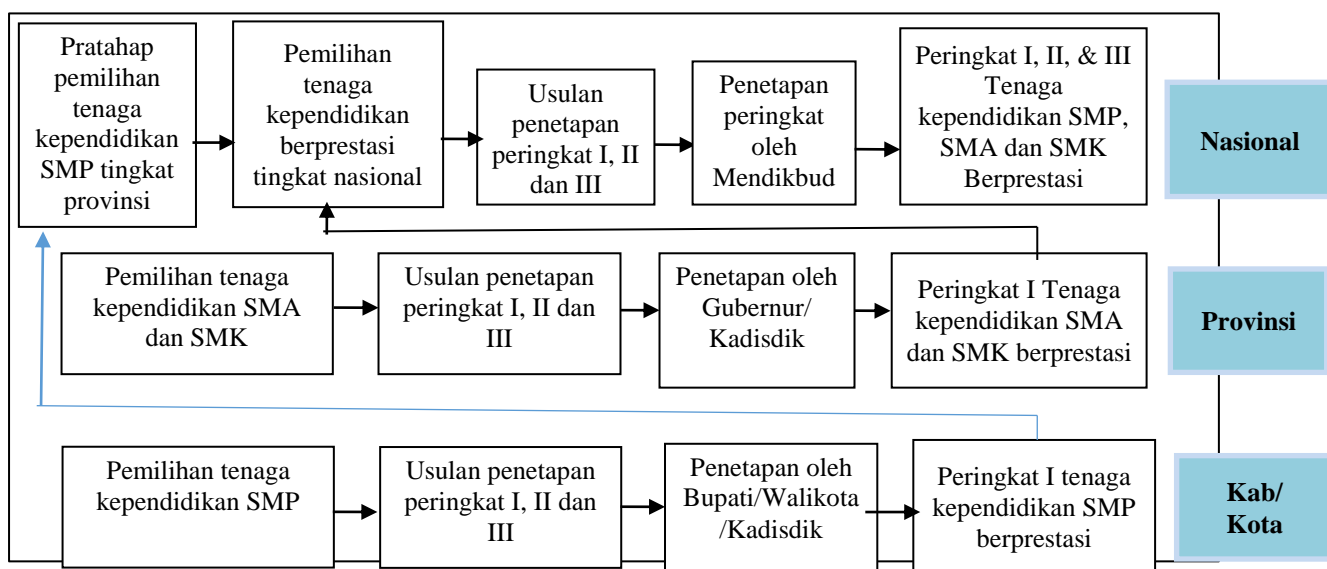 Pratahap
pemilihan
tenaga
kependidikan
SMP tingkat
provinsi
Pemilihan
tenaga
kependidikan
berprestasi
tingkat nasional
Usulan
penetapan
peringkat I, II
dan III
Penetapan
peringkat
oleh
Mendikbud
Peringkat I, II, & III
Tenaga
kependidikan SMP,
SMA dan SMK
Berprestasi
Nasional
Pemilihan tenaga
kependidikan SMA
dan SMK
Usulan penetapan
peringkat I, II dan
III
Penetapan oleh
Gubernur/
Kadisdik
Peringkat I Tenaga
kependidikan SMA
dan SMK berprestasi
Provinsi
Pemilihan tenaga
kependidikan SMP
Usulan penetapan
peringkat I, II dan
III
Penetapan oleh
Bupati/Walikota
/Kadisdik
Peringkat I tenaga
kependidikan SMP
berprestasi
Kab/
Kota